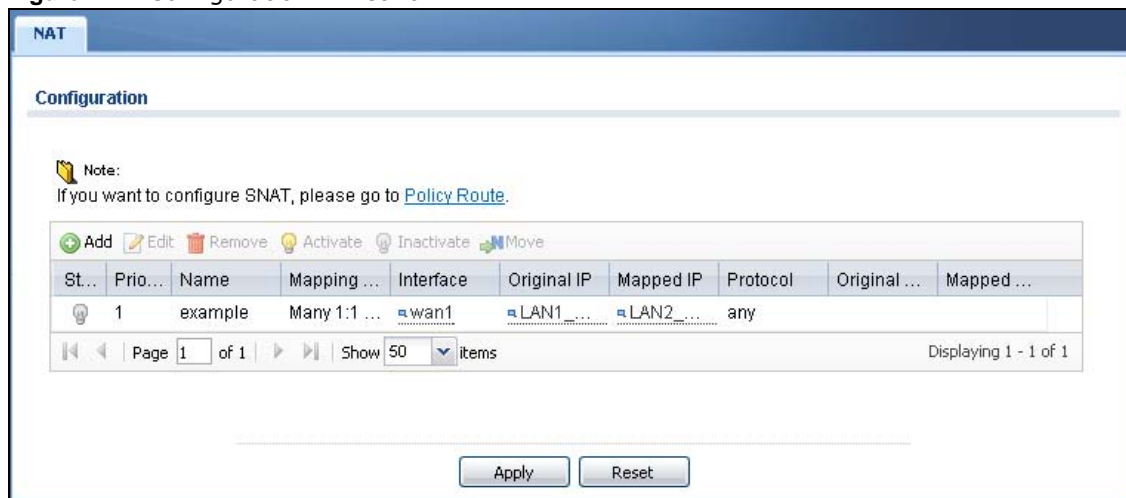 NAT
Configuration
Note:
If you want to configure SNAT, please go to Policy Route.
Add Edit Remove Activate Inactivate Move
St... Prio... Name Mapping ... Interface Original IP Mapped IP Protocol Original ... Mapped ...
1 example Many 1:1 ... wan1 LAN1_... LAN2_... any
Page 1 of 1 Show 50 items Displaying 1 - 1 of 1
Apply Reset